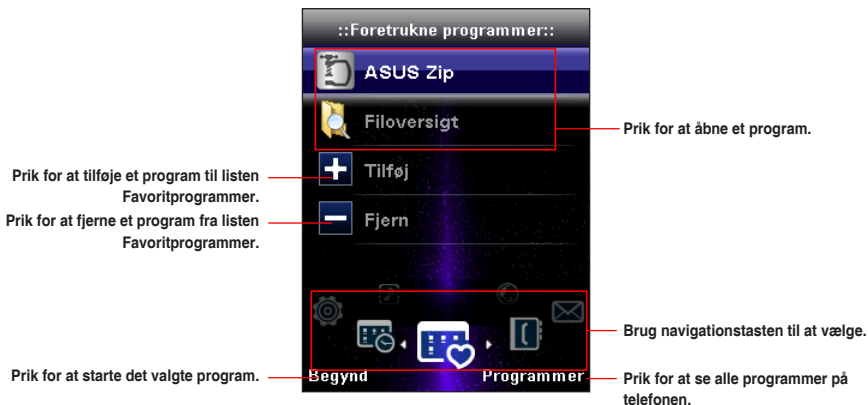 ::Foretrukne programmer::
ASUS Zip
Filoversigt
Prik for at åbne et program.
Tilføj
Prik for at tilføje et program til listen
Favoritprogrammer.
Fjern
Prik for at fjerne et program fra listen
Favoritprogrammer.
Brug navigationstasten til at vælge.
Prik for at starte det valgte program.
Begynd
Programmer
Prik for at se alle programmer på
telefonen.